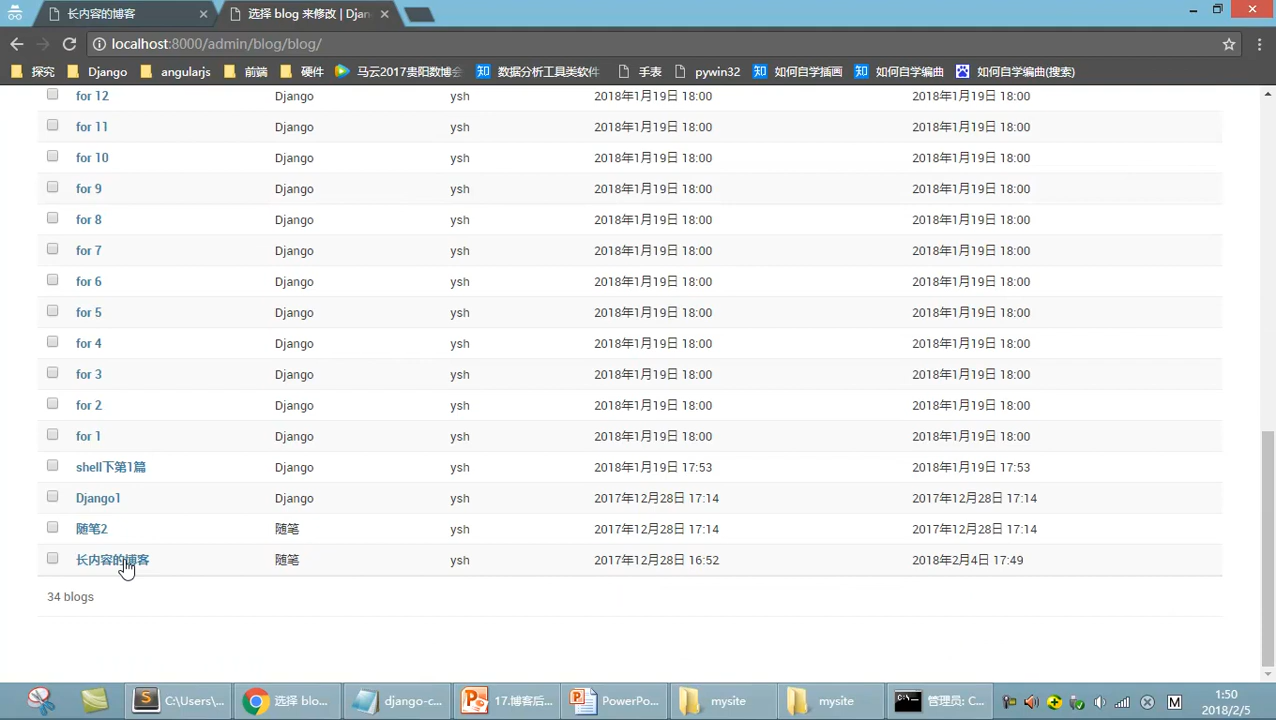 长内容的博客
选择 blog 来修改 | Djan
localhost:8000/admin/blog/blog/
探究 Django angularjs 前端 硬件 马云2017贵阳数博会 知 数据分析工具类软件 手表 pywin32 知 如何自学插画 知 如何自学编曲 如何自学编曲(搜索)
for 12 Django ysh 2018年1月19日 18:00 2018年1月19日 18:00
for 11 Django ysh 2018年1月19日 18:00 2018年1月19日 18:00
for 10 Django ysh 2018年1月19日 18:00 2018年1月19日 18:00
for 9 Django ysh 2018年1月19日 18:00 2018年1月19日 18:00
for 8 Django ysh 2018年1月19日 18:00 2018年1月19日 18:00
for 7 Django ysh 2018年1月19日 18:00 2018年1月19日 18:00
for 6 Django ysh 2018年1月19日 18:00 2018年1月19日 18:00
for 5 Django ysh 2018年1月19日 18:00 2018年1月19日 18:00
for 4 Django ysh 2018年1月19日 18:00 2018年1月19日 18:00
for 3 Django ysh 2018年1月19日 18:00 2018年1月19日 18:00
for 2 Django ysh 2018年1月19日 18:00 2018年1月19日 18:00
for 1 Django ysh 2018年1月19日 18:00 2018年1月19日 18:00
shell下第1篇 Django ysh 2018年1月19日 17:53 2018年1月19日 17:53
Django1 Django ysh 2017年12月28日 17:14 2017年12月28日 17:14
随笔2 随笔 ysh 2017年12月28日 17:14 2017年12月28日 17:14
长内容的博客 随笔 ysh 2017年12月28日 16:52 2018年2月4日 17:49
34 blogs
C:\Users\... 选择 blo... django-c... 17.博客后... PowerPo... mysite mysite 管理员: C... M 1:50
2018/2/5